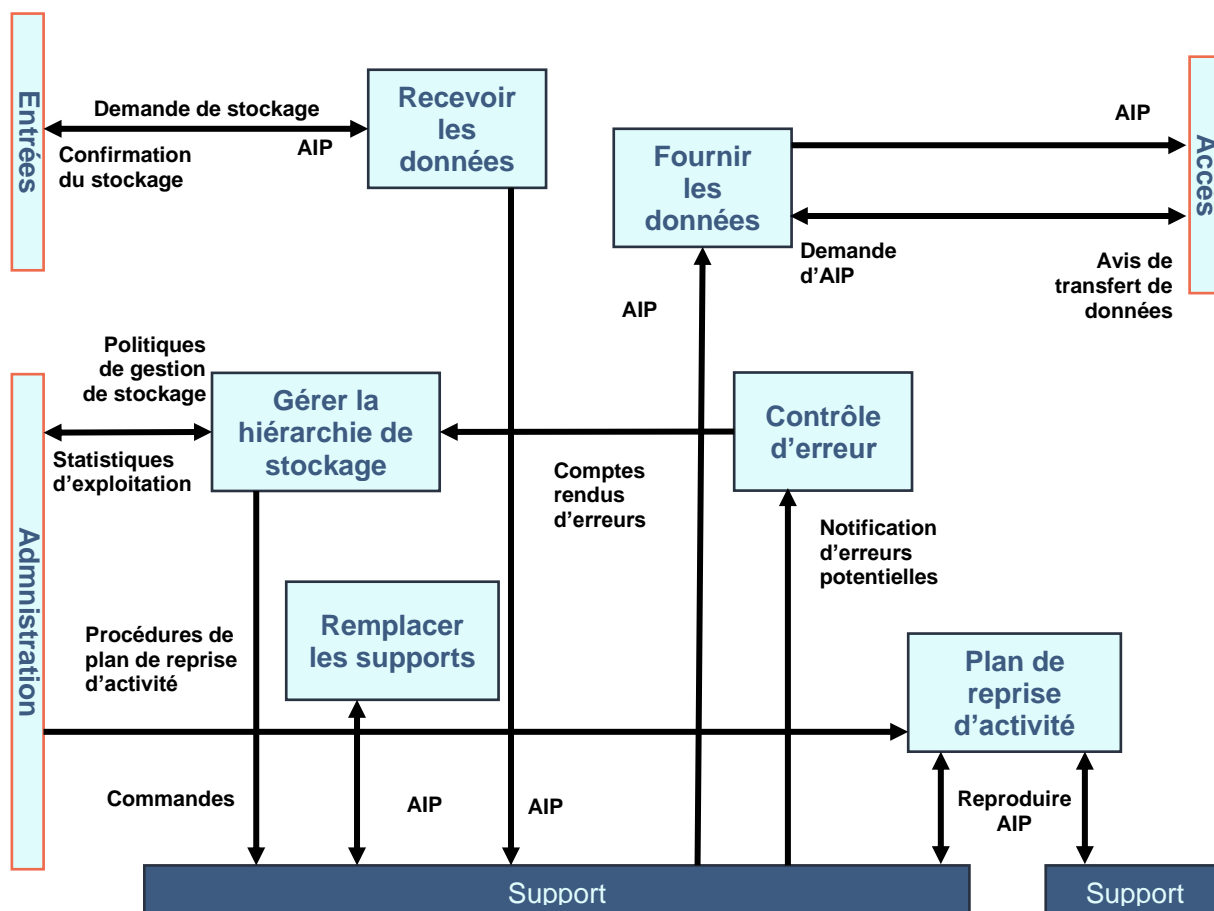 Entrées
Demande de stockage
Confirmation
du stockage
AIP
Recevoir
les
données
Fournir
les
données
AIP
Accès
Demande
d'AIP
Avis de
transfert de
données
AIP
Politiques
de gestion
de stockage
Statistiques
d'exploitation
Gérer la
hiérarchie de
stockage
Comptes
rendus
d'erreurs
Contrôle
d'erreur
Notification
d'erreurs
potentielles
Admnistration
Procédures de
plan de reprise
d'activité
Remplacer
les supports
Plan de
reprise
d'activité
Commandes
AIP
AIP
Reproduire
AIP
Support
Support